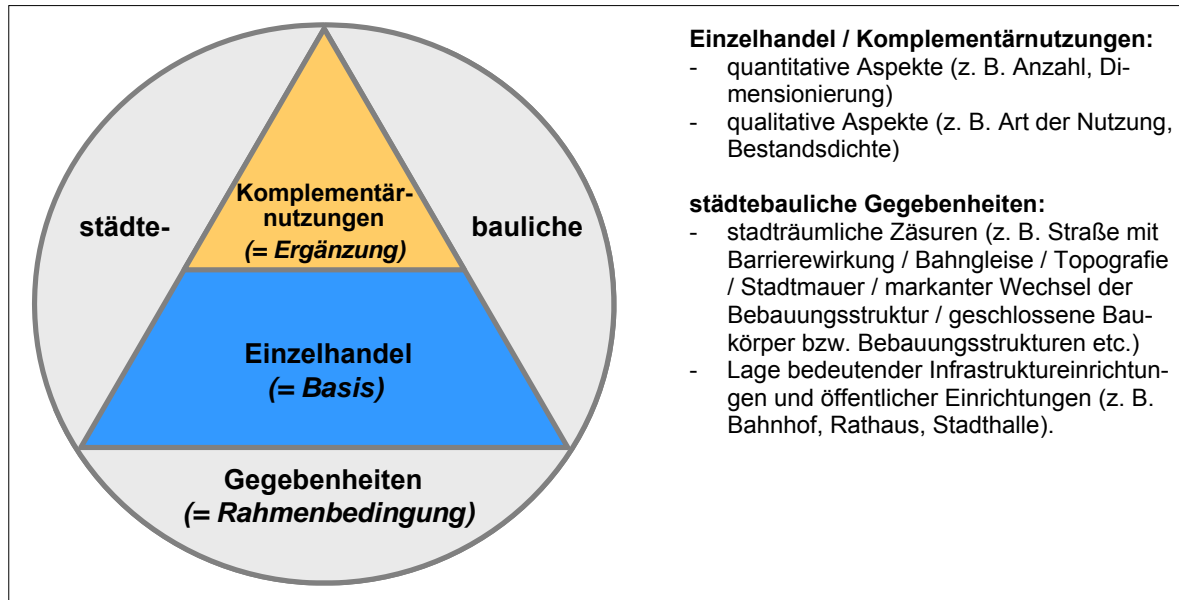 Komplementär-
nutzungen
(= Ergänzung)
städte-
bauliche
Einzelhandel
(= Basis)
Gegebenheiten
(= Rahmenbedingung)
Einzelhandel / Komplementärnutzungen:
- quantitative Aspekte (z. B. Anzahl, Di-
mensionierung)
- qualitative Aspekte (z. B. Art der Nutzung,
Bestandsdichte)
städtebauliche Gegebenheiten:
- stadträumliche Zäsuren (z. B. Straße mit
Barrierewirkung / Bahngleise / Topografie
/ Stadtmauer / markanter Wechsel der
Bebauungsstruktur / geschlossene Bau-
körper bzw. Bebauungsstrukturen etc.)
- Lage bedeutender Infrastruktureinrichtun-
gen und öffentlicher Einrichtungen (z. B.
Bahnhof, Rathaus, Stadthalle).